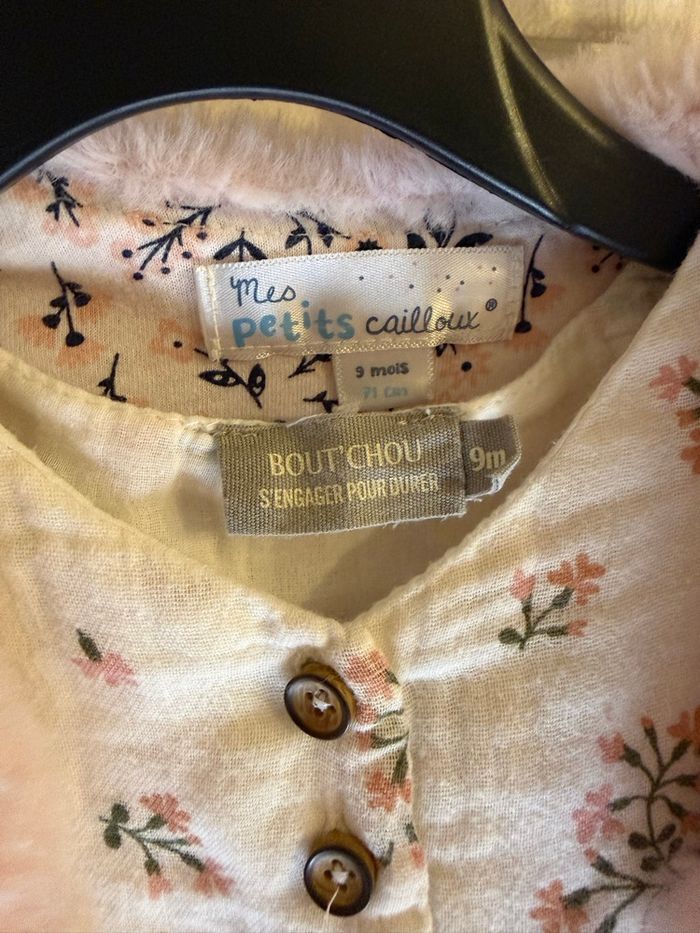 Mes
petits cailloux®
9 mois
71 cm
BOUT'CHOU
S'ENGAGER POUR DURER
9m